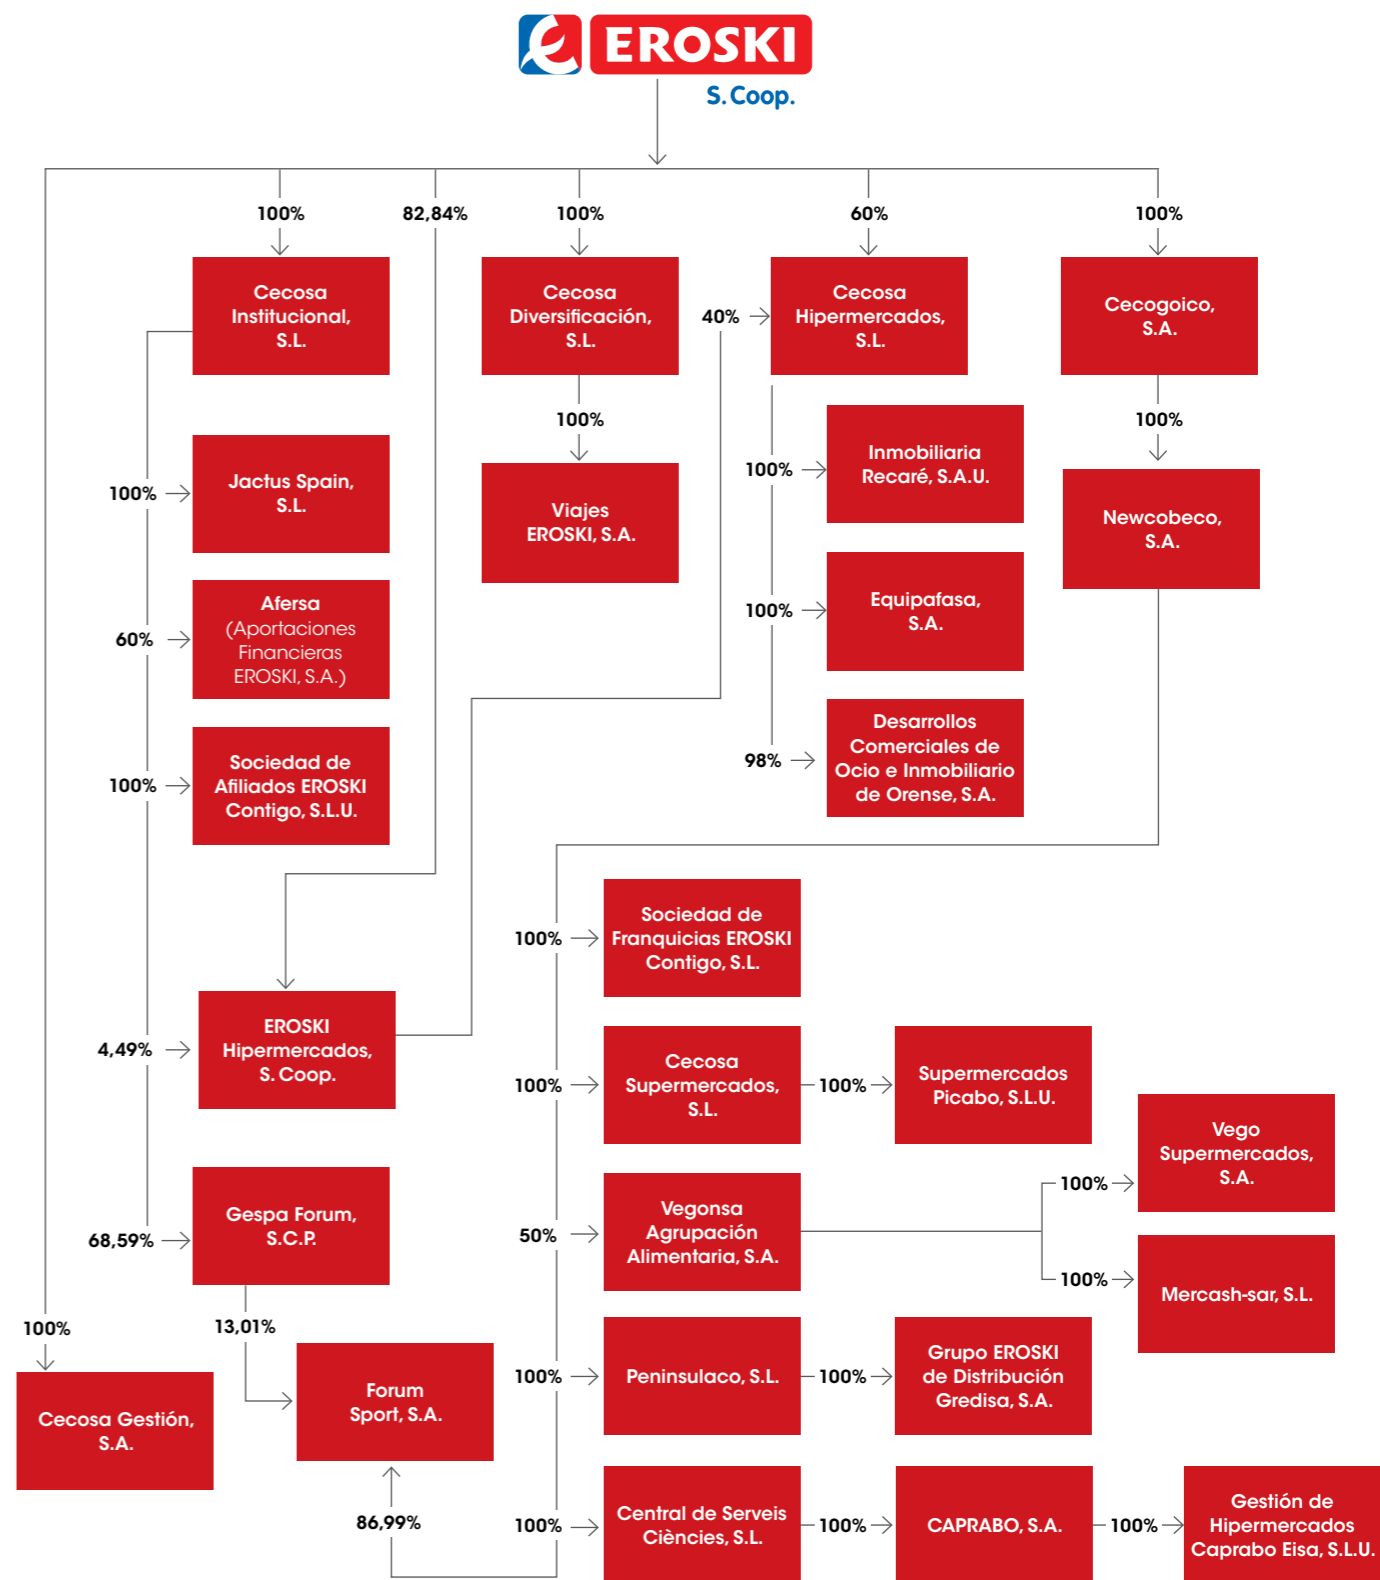 EROSKI
S. Coop.
100%
82,84%
100%
60%
100%
Cecosa
Institucional,
S.L.
Cecosa
Diversificación,
S.L.
40%
Cecosa
Hipermercados,
S.L.
Cecogoico,
S.A.
100%
Viajes
EROSKI, S.A.
100%
Newcobeco,
S.A.
100%
Jactus Spain,
S.L.
60%
Afersa
(Aportaciones
Financieras
EROSKI, S.A.)
100%
Sociedad de
Afiliados EROSKI
Contigo, S.L.U.
100%
Inmobiliaria
Recaré, S.A.U.
100%
Equipafasa,
S.A.
98%
Desarrollos
Comerciales de
Ocio e Inmobiliario
de Orense, S.A.
4,49%
EROSKI
Hipermercados,
S. Coop.
68,59%
Gespa Forum,
S.C.P.
100%
Cecosa Gestión,
S.A.
13,01%
Forum
Sport, S.A.
86,99%
100%
Sociedad de
Franquicias EROSKI
Contigo, S.L.
100%
Cecosa
Supermercados,
S.L.
100%
Supermercados
Picabo, S.L.U.
50%
Vegonsa
Agrupación
Alimentaria, S.A.
100%
Vego
Supermercados,
S.A.
100%
Mercash-sar, S.L.
100%
Peninsulaco, S.L.
100%
Grupo EROSKI
de Distribución
Gredisa, S.A.
100%
Central de Serveis
Ciències, S.L.
100%
CAPRABO, S.A.
100%
Gestión de
Hipermercados
Caprabo Eisa, S.L.U.